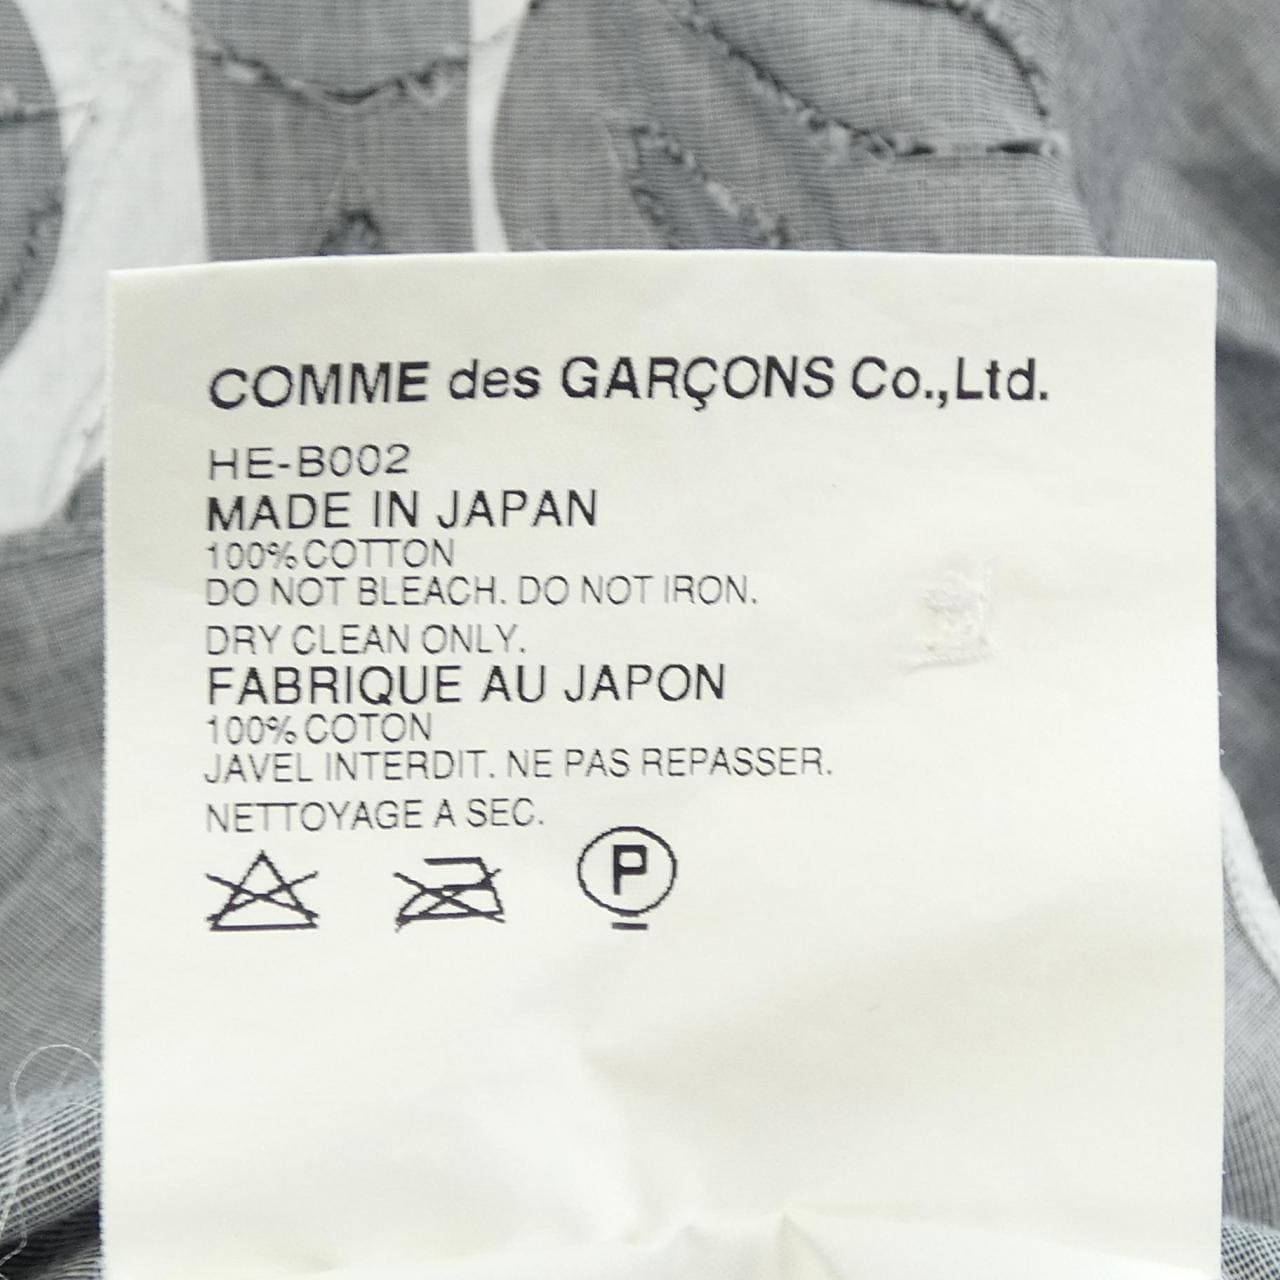 COMME des GARÇONS Co.,Ltd.
HE-B002
MADE IN JAPAN
100% COTTON
DO NOT BLEACH. DO NOT IRON.
DRY CLEAN ONLY.
FABRIQUE AU JAPON
100% COTON
JAVEL INTERDIT. NE PAS REPASSER.
NETTOYAGE A SEC.
P